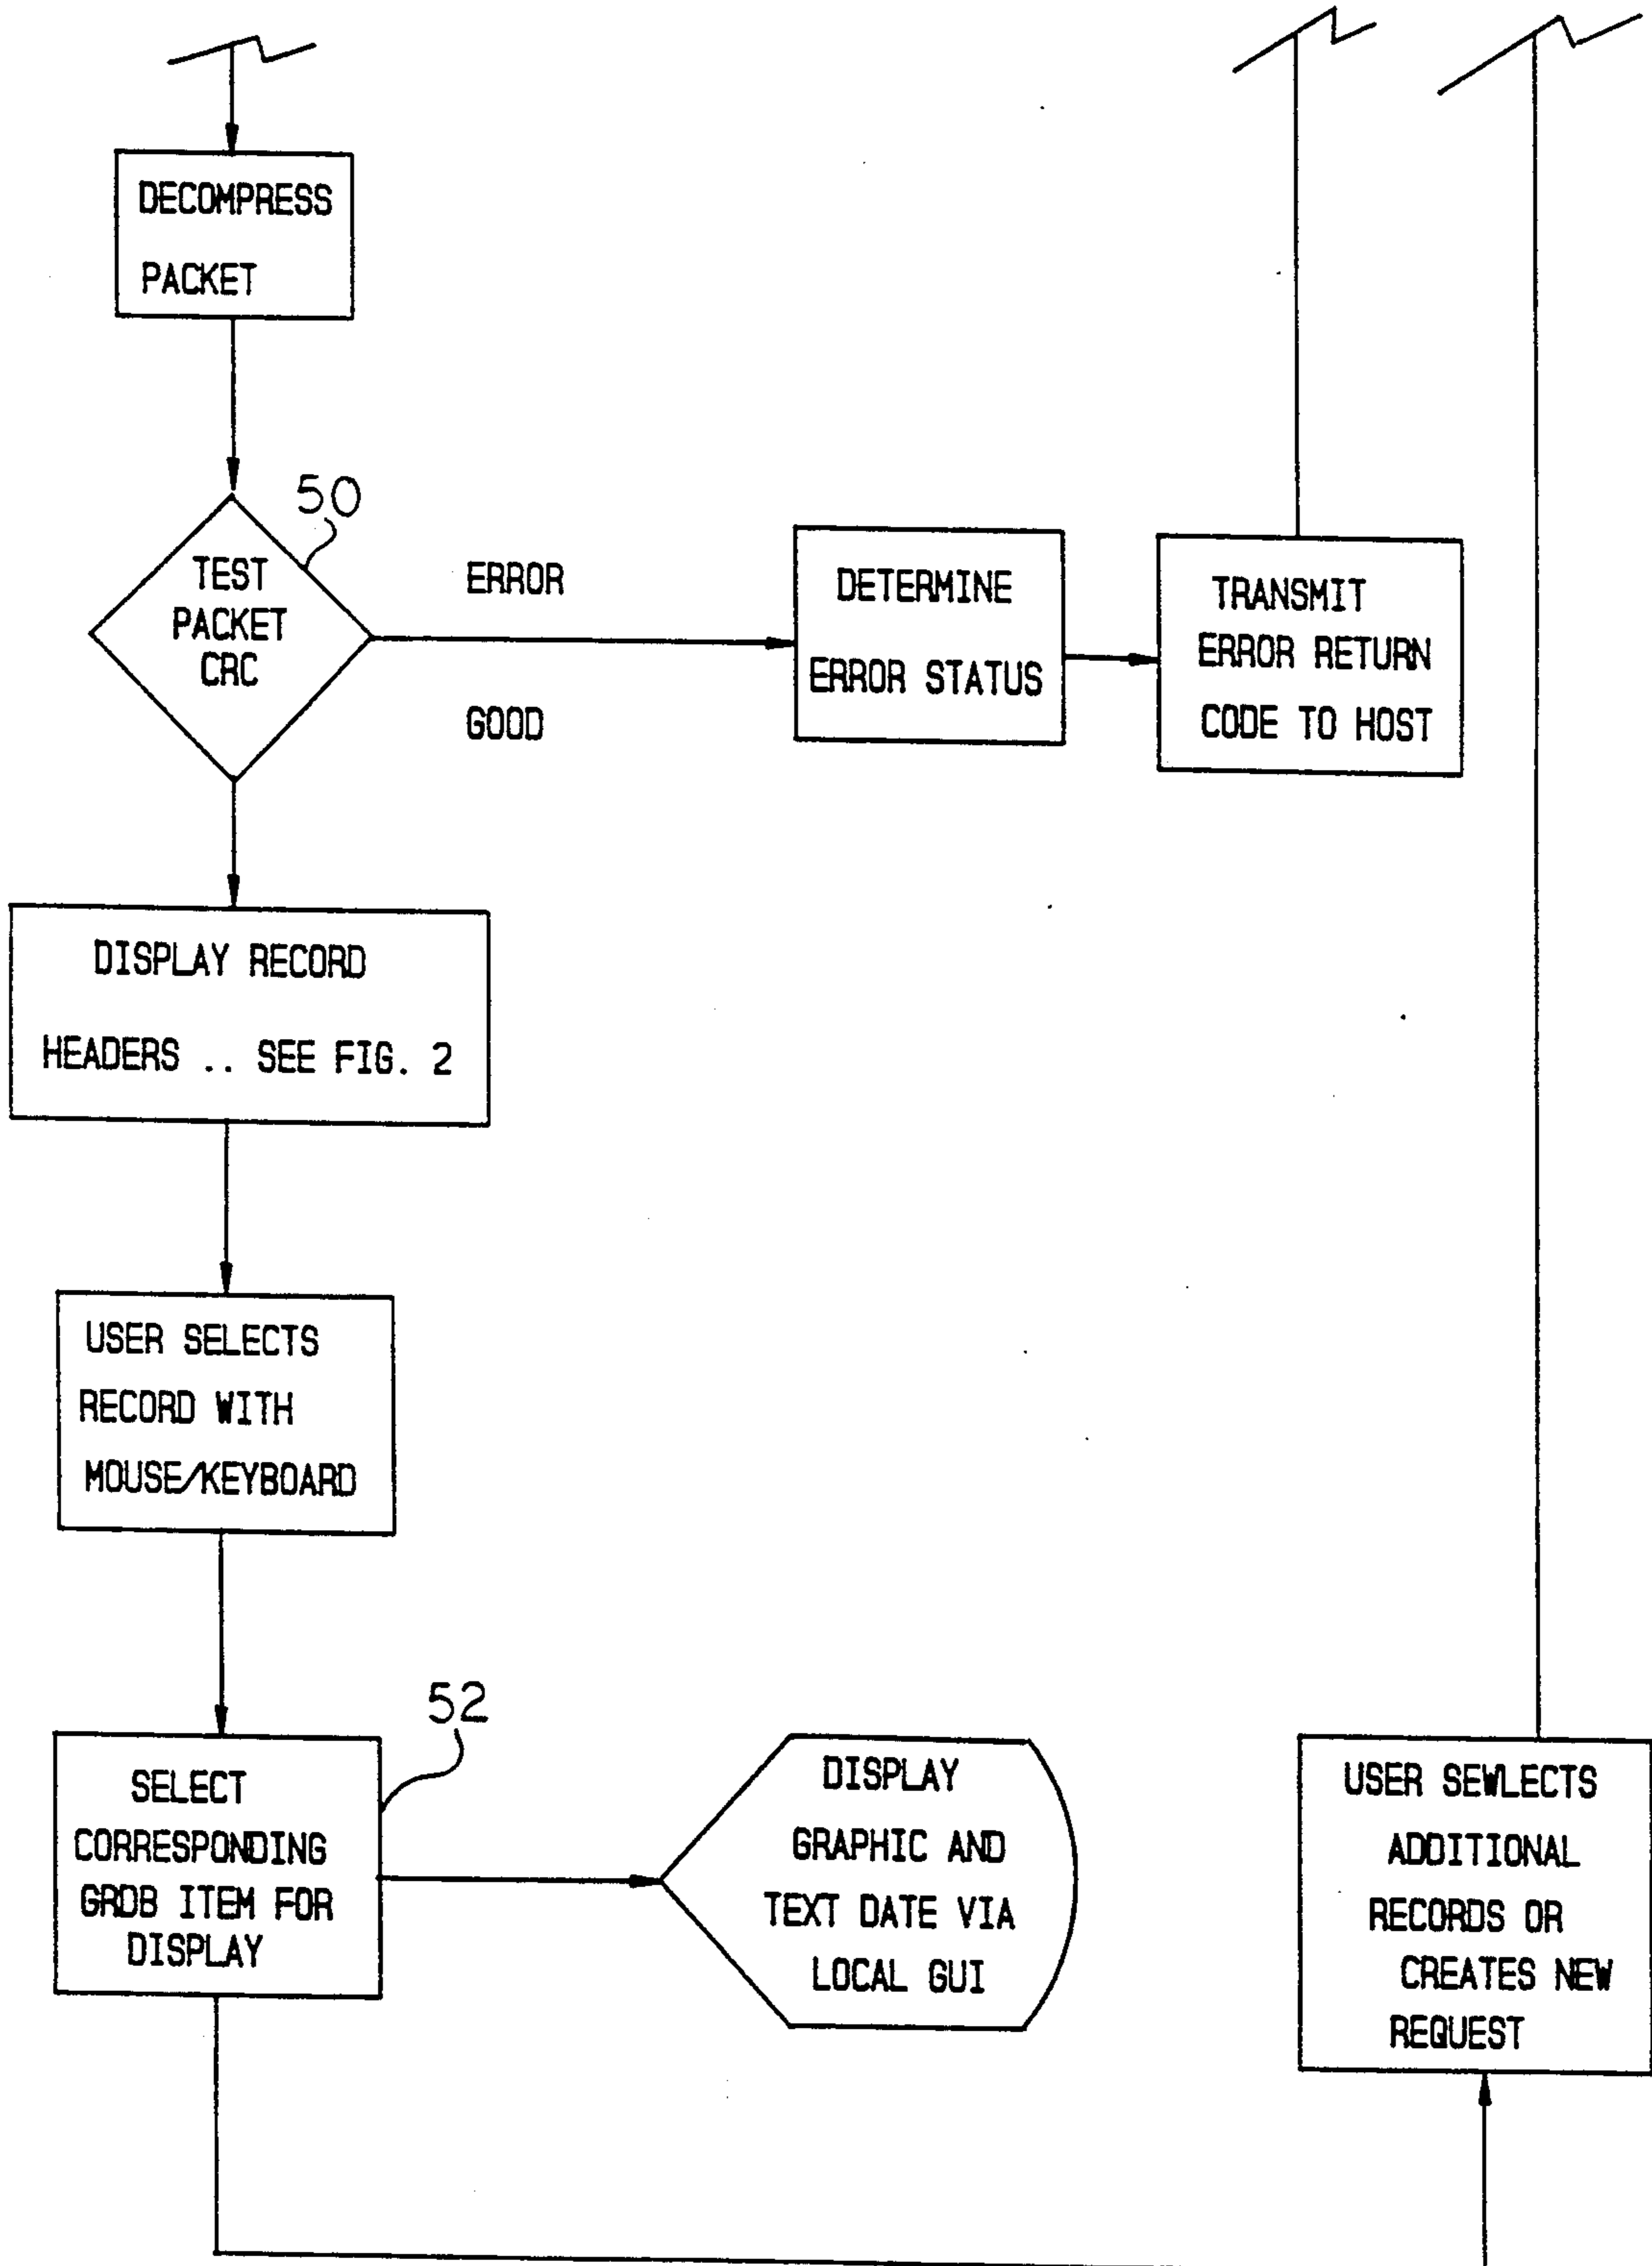 DECOMPRESS
PACKET
50
TEST
PACKET
CRC
ERROR
GOOD
DETERMINE
ERROR STATUS
TRANSMIT
ERROR RETURN
CODE TO HOST
DISPLAY RECORD
HEADERS .. SEE FIG. 2
USER SELECTS
RECORD WITH
MOUSE/KEYBOARD
52
SELECT
CORRESPONDING
GRDB ITEM FOR
DISPLAY
DISPLAY
GRAPHIC AND
TEXT DATE VIA
LOCAL GUI
USER SEWLECTS
ADDITIONAL
RECORDS OR
CREATES NEW
REQUEST